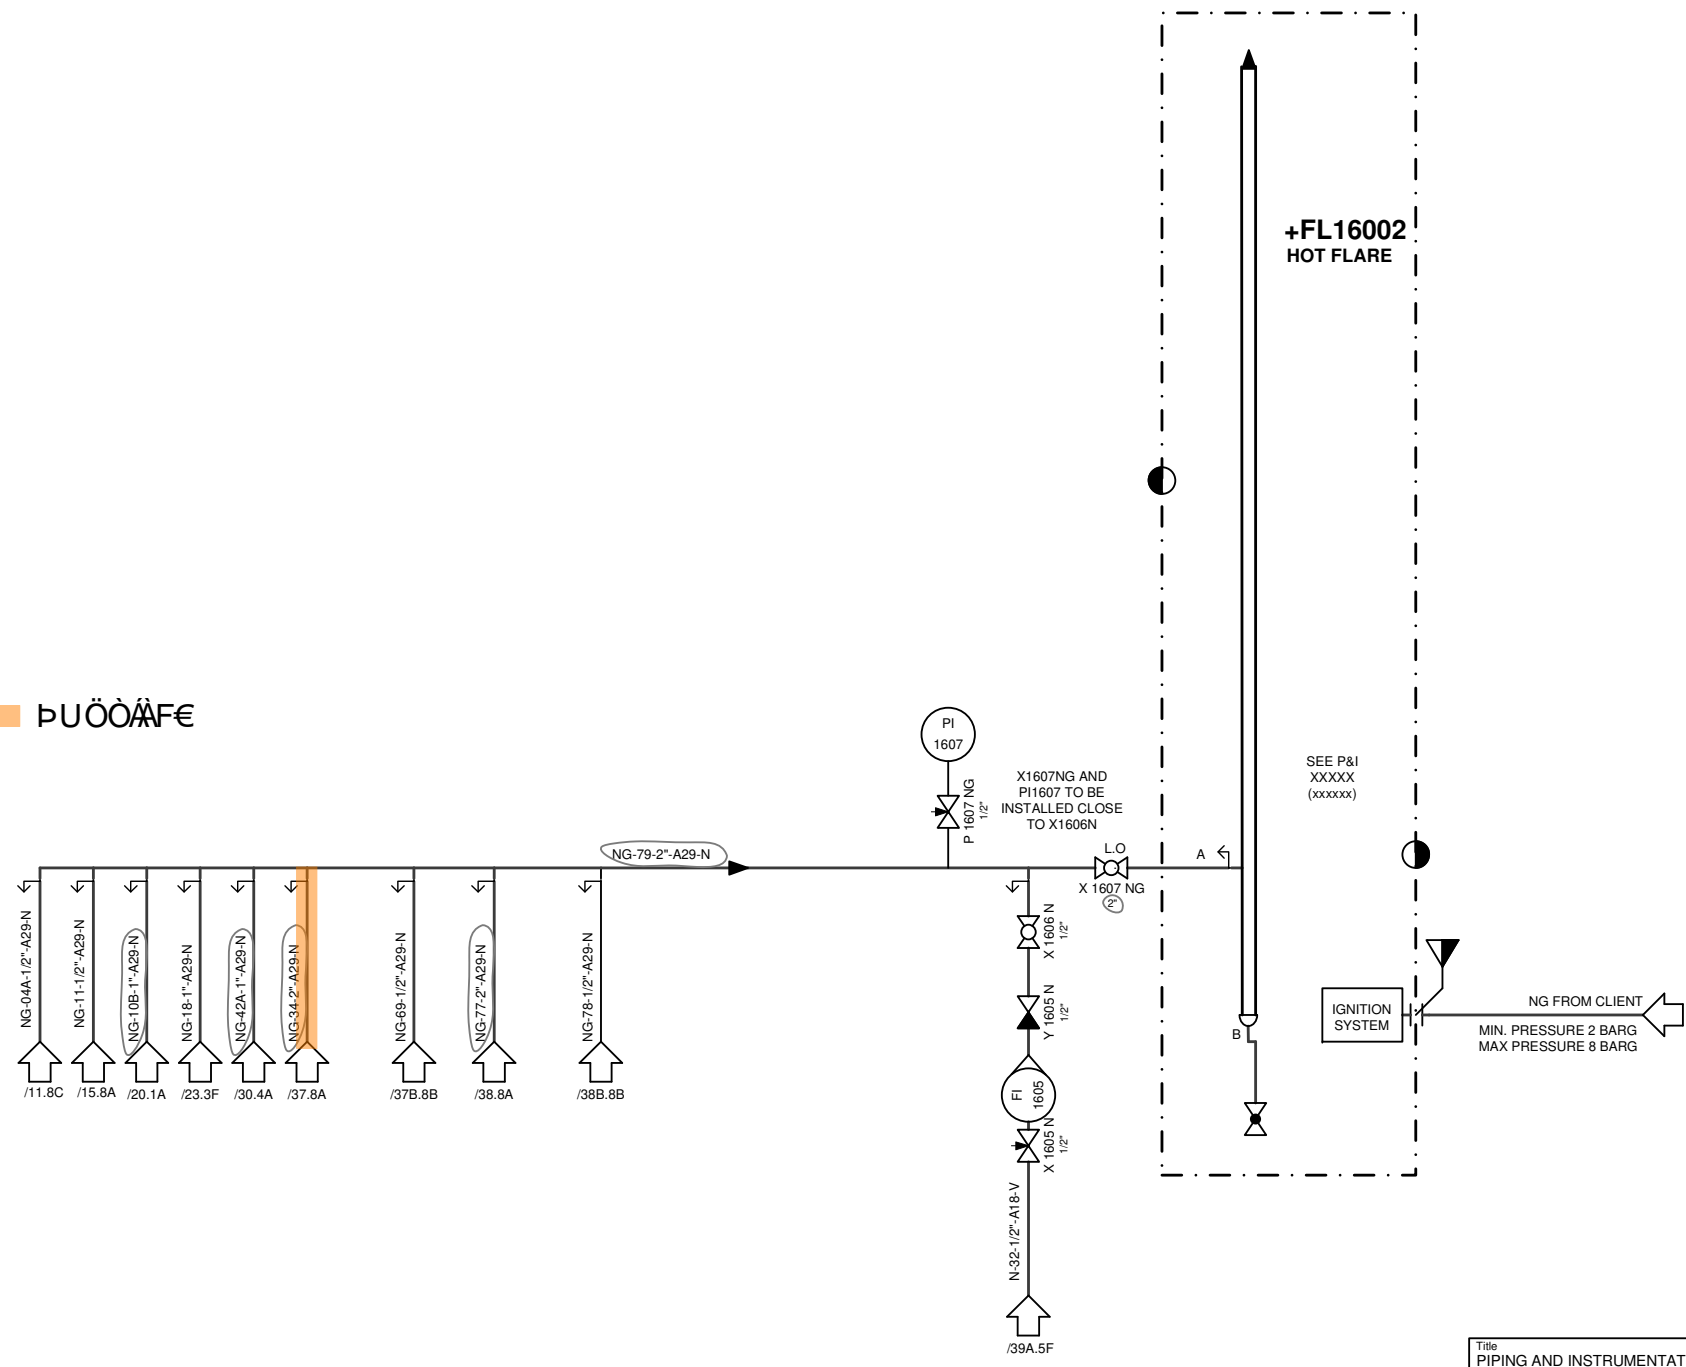 +FL16002
HOT FLARE
ÞUÖÒÁÀF€
PI
1607
P 1607 NG
1/2"
X1607NG AND
PI1607 TO BE
INSTALLED CLOSE
TO X1606N
SEE P&I
XXXXX
(xxxxxx)
NG-79-2"-A29-N
L.O
X 1607 NG
2"
A
NG-04A-1/2"-A29-N
NG-11-1/2"-A29-N
NG-10B-1"-A29-N
NG-18-1"-A29-N
NG-42A-1"-A29-N
NG-34-2"-A29-N
NG-69-1/2"-A29-N
NG-77-2"-A29-N
NG-78-1/2"-A29-N
X 1606 N
1/2"
Y 1605 N
1/2"
FI
1605
X 1605 N
1/2"
N-32-1/2"-A18-V
B
IGNITION
SYSTEM
NG FROM CLIENT
MIN. PRESSURE 2 BARG
MAX PRESSURE 8 BARG
/11.8C
/15.8A
/20.1A
/23.3F
/30.4A
/37.8A
/37B.8B
/38.8A
/38B.8B
/39A.5F
Title
PIPING AND INSTRUMENTAT